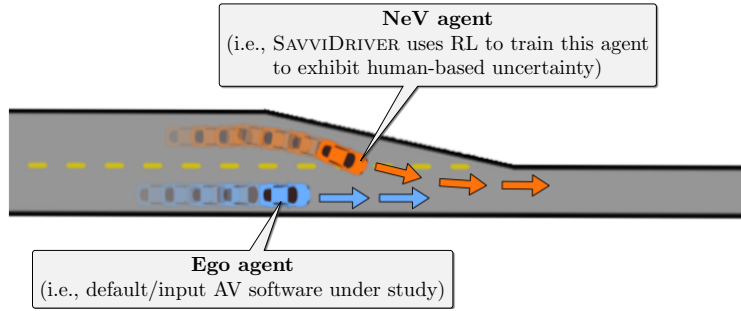 NeV agent
(i.e., SAVVIDRIVER uses RL to train this agent
to exhibit human-based uncertainty)
Ego agent
(i.e., default/input AV software under study)